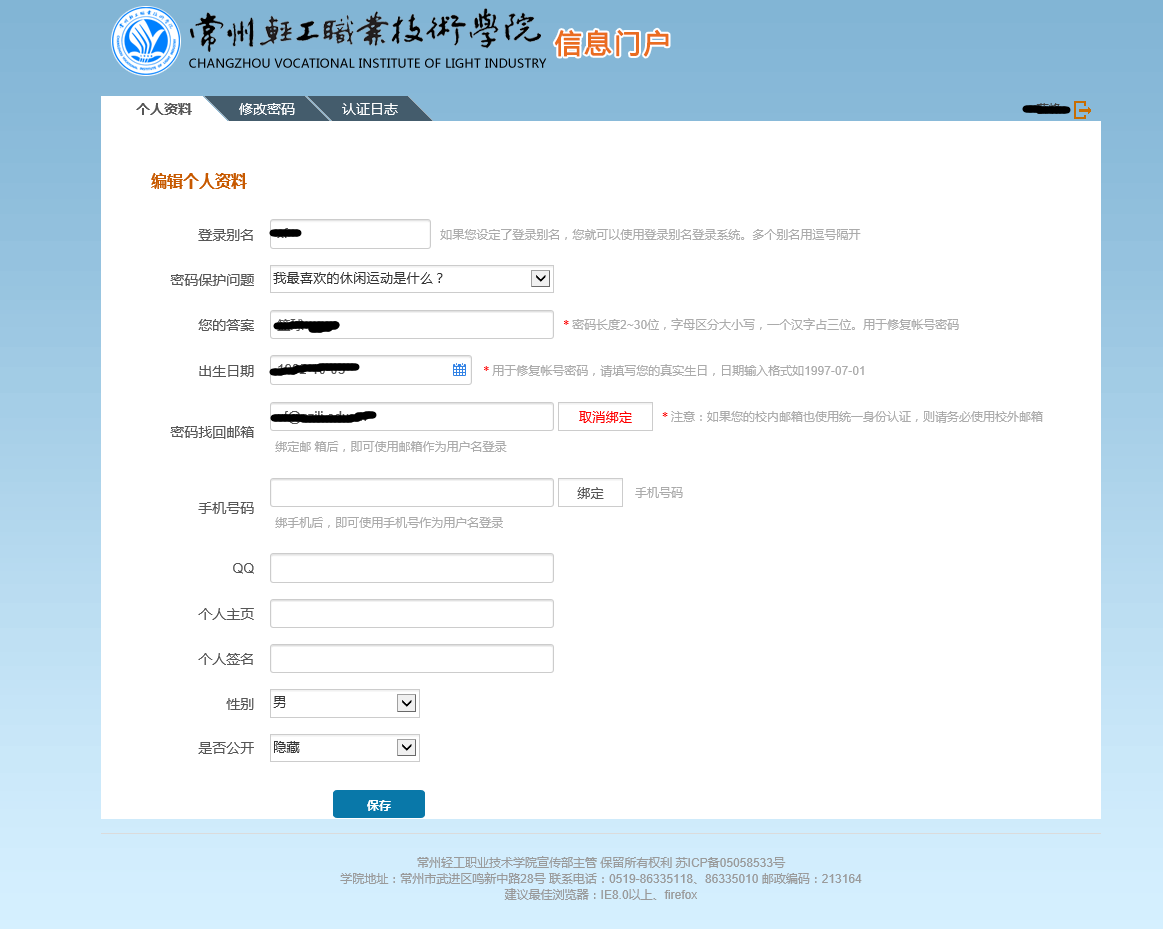 常州輕工職業技術學院 信息门户
CHANGZHOU VOCATIONAL INSTITUTE OF LIGHT INDUSTRY
个人资料 修改密码 认证日志
编辑个人资料
登录别名 如果您设定了登录别名，您就可以使用登录别名登录系统。多个别名用逗号隔开
密码保护问题 我最喜欢的休闲运动是什么？
您的答案 * 密码长度2~30位，字母区分大小写，一个汉字占三位。用于修复帐号密码
出生日期 * 用于修复帐号密码，请填写您的真实生日，日期输入格式如1997-07-01
密码找回邮箱 取消绑定 * 注意：如果您的校内邮箱也使用统一身份认证，则请务必使用校外邮箱
绑定邮 箱后，即可使用邮箱作为用户名登录
手机号码 绑定 手机号码
绑手机后，即可使用手机号作为用户名登录
QQ
个人主页
个人签名
性别 男
是否公开 隐藏
保存
常州轻工职业技术学院宣传部主管 保留所有权利 苏ICP备05058533号
学院地址：常州市武进区鸣新中路28号 联系电话：0519-86335118、86335010 邮政编码：213164
建议最佳浏览器：IE8.0以上、firefox